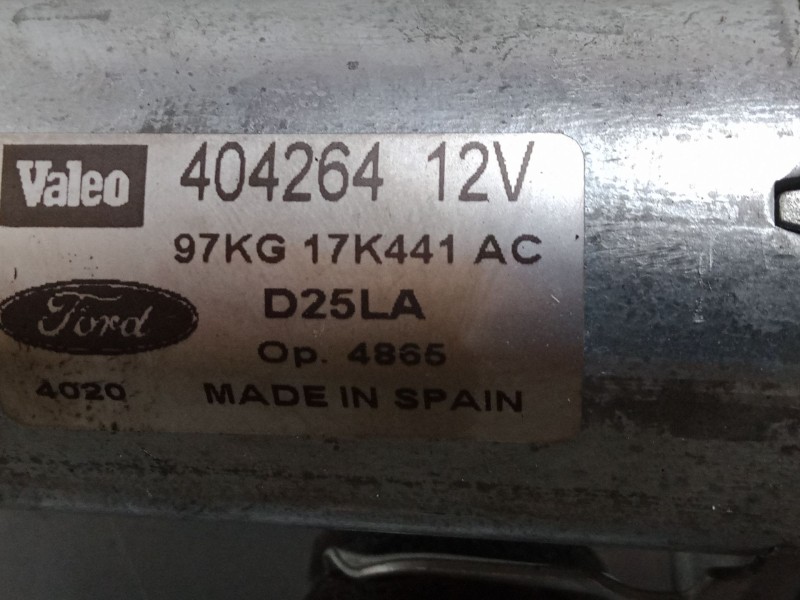 Valeo 404264 12V
97KG 17K441 AC
Ford D25LA
Op. 4865
4020 MADE IN SPAIN